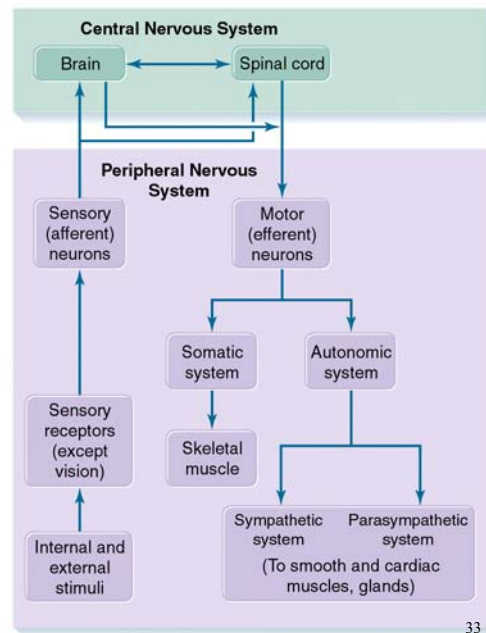 Central Nervous System
Brain
Spinal cord
Peripheral Nervous
System
Sensory
(afferent)
neurons
Motor
(efferent)
neurons
Somatic
system
Autonomic
system
Sensory
receptors
(except
vision)
Skeletal
muscle
Internal and
external
stimuli
Sympathetic
system
Parasympathetic
system
(To smooth and cardiac
muscles, glands)
33